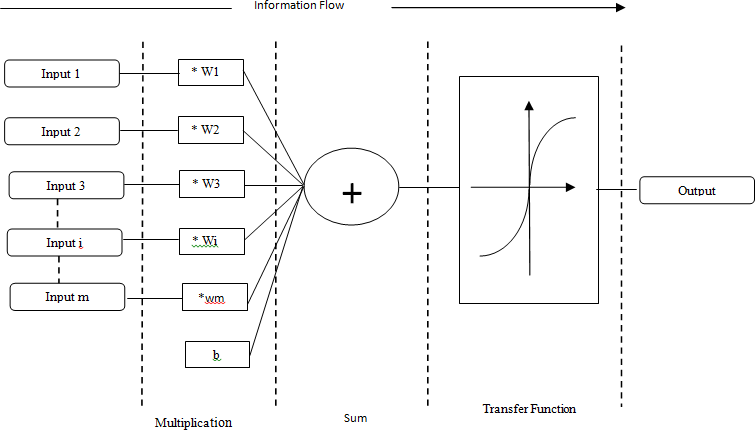 Information Flow
Input 1
* W1
Input 2
* W2
Input 3
* W3
Input i
* Wi
Input m
*wm
b
+
Output
Multiplication
Sum
Transfer Function